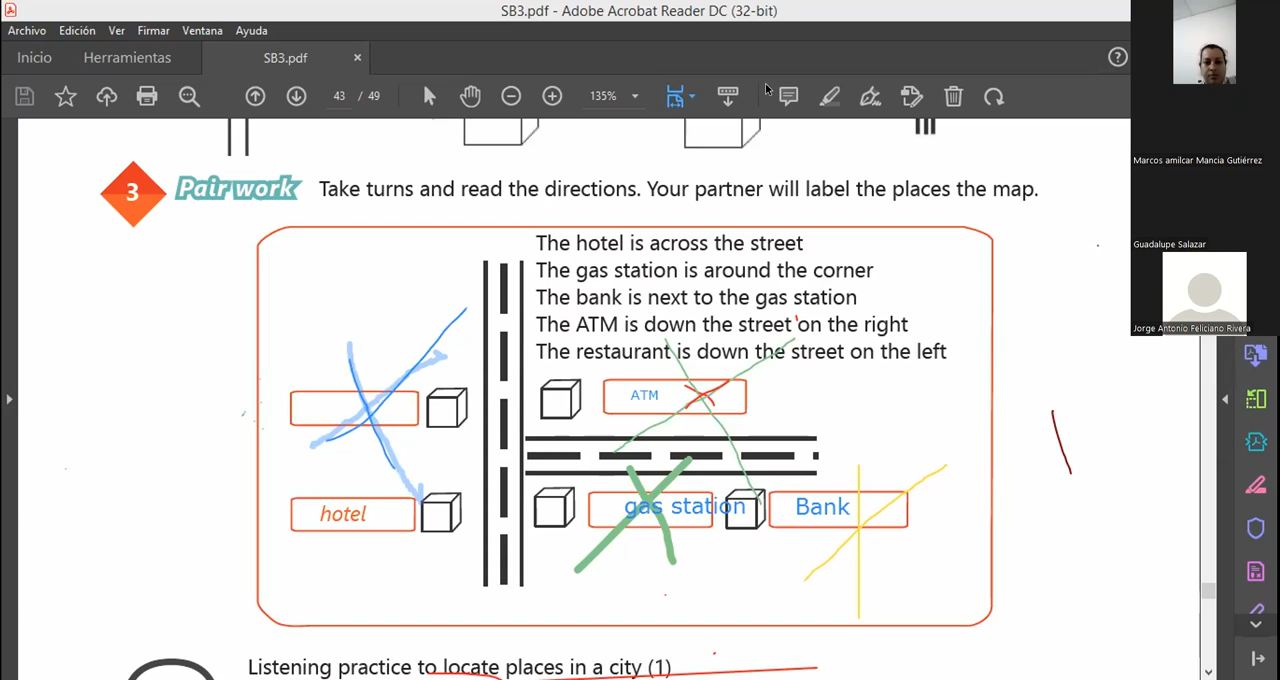 SB3.pdf - Adobe Acrobat Reader DC (32-bit)
Archivo Edición Ver Firmar Ventana Ayuda
Inicio Herramientas SB3.pdf ×
43 / 49 135%
Marcos amilcar Mancia Gutiérrez
Guadalupe Salazar
Jorge Antonio Feliciano Rivera
3 Pair work Take turns and read the directions. Your partner will label the places the map.
The hotel is across the street
The gas station is around the corner
The bank is next to the gas station
The ATM is down the street on the right
The restaurant is down the street on the left
ATM
hotel gas station Bank
Listening practice to locate places in a city (1)